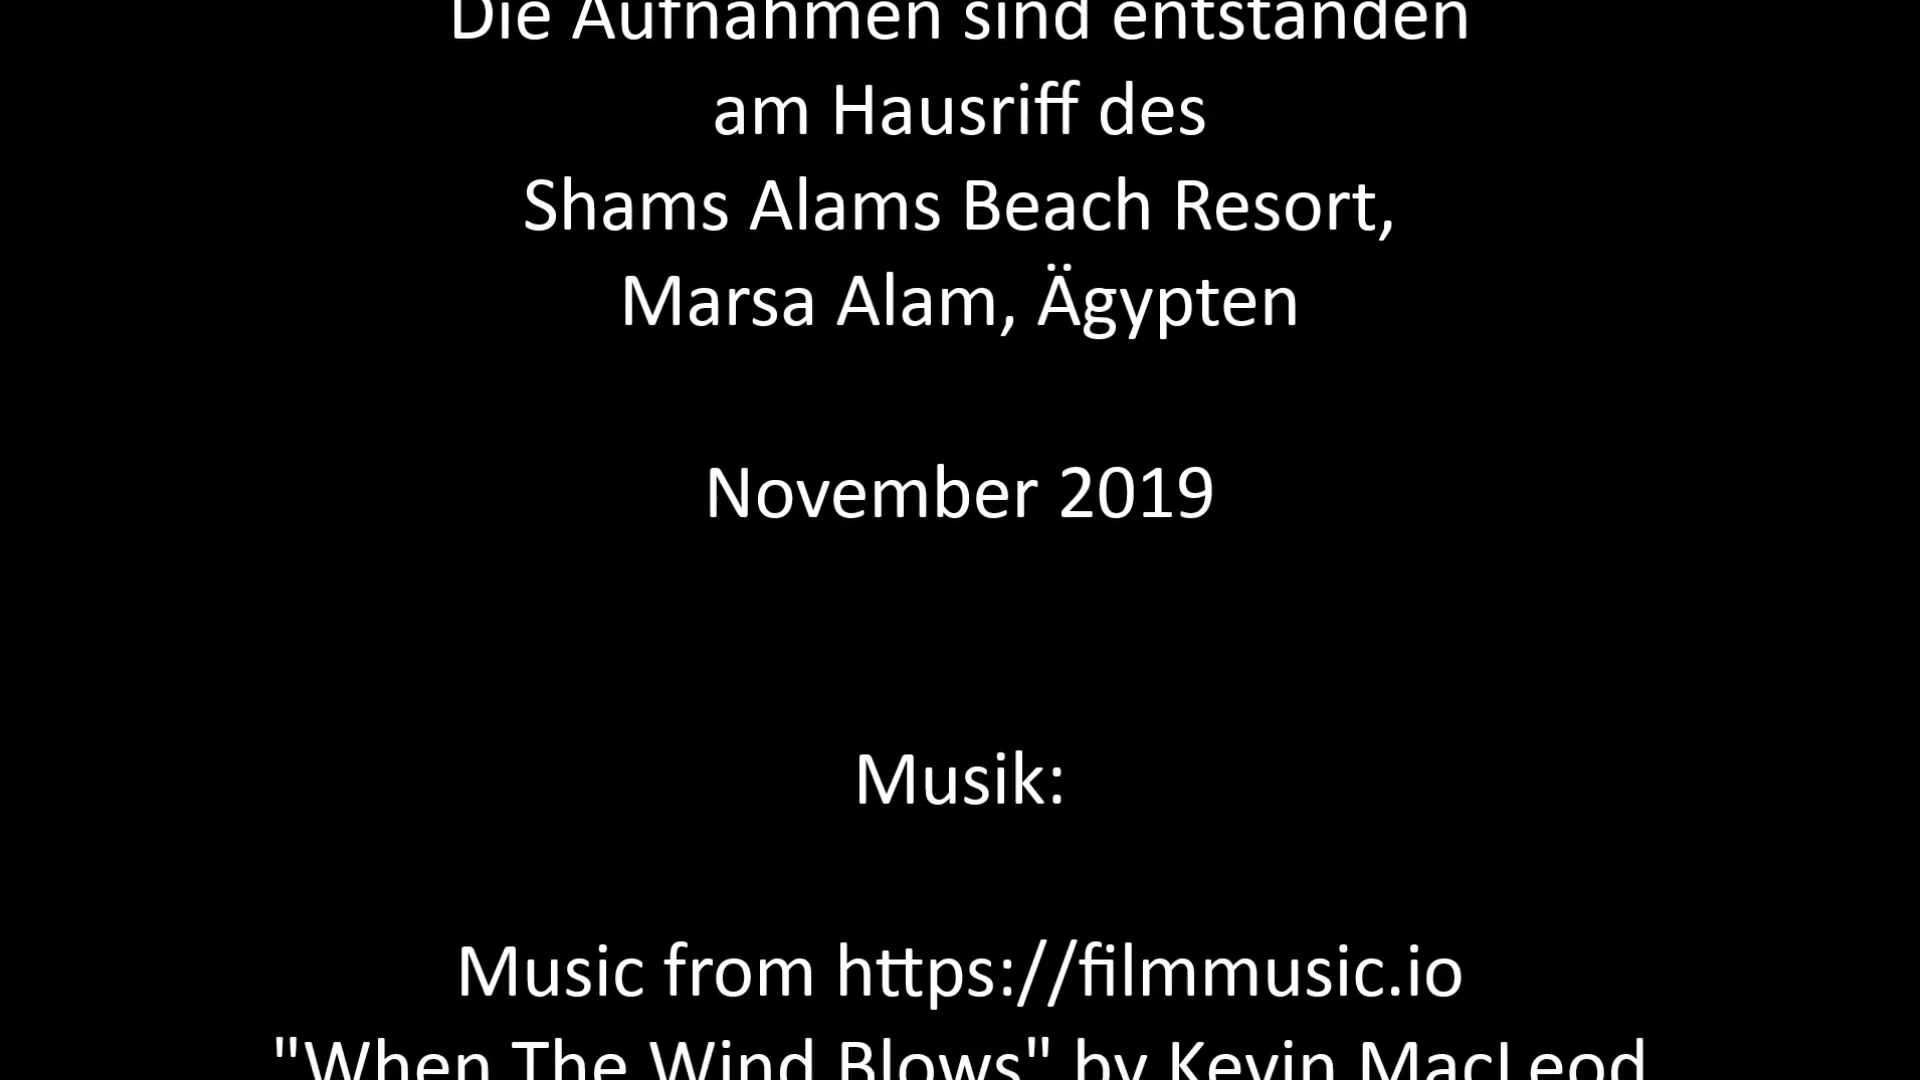 Die Aufnahmen sind entstanden
am Hausriff des
Shams Alams Beach Resort,
Marsa Alam, Ägypten
November 2019
Musik:
Music from https://filmmusic.io
"When The Wind Blows" by Kevin MacLeod